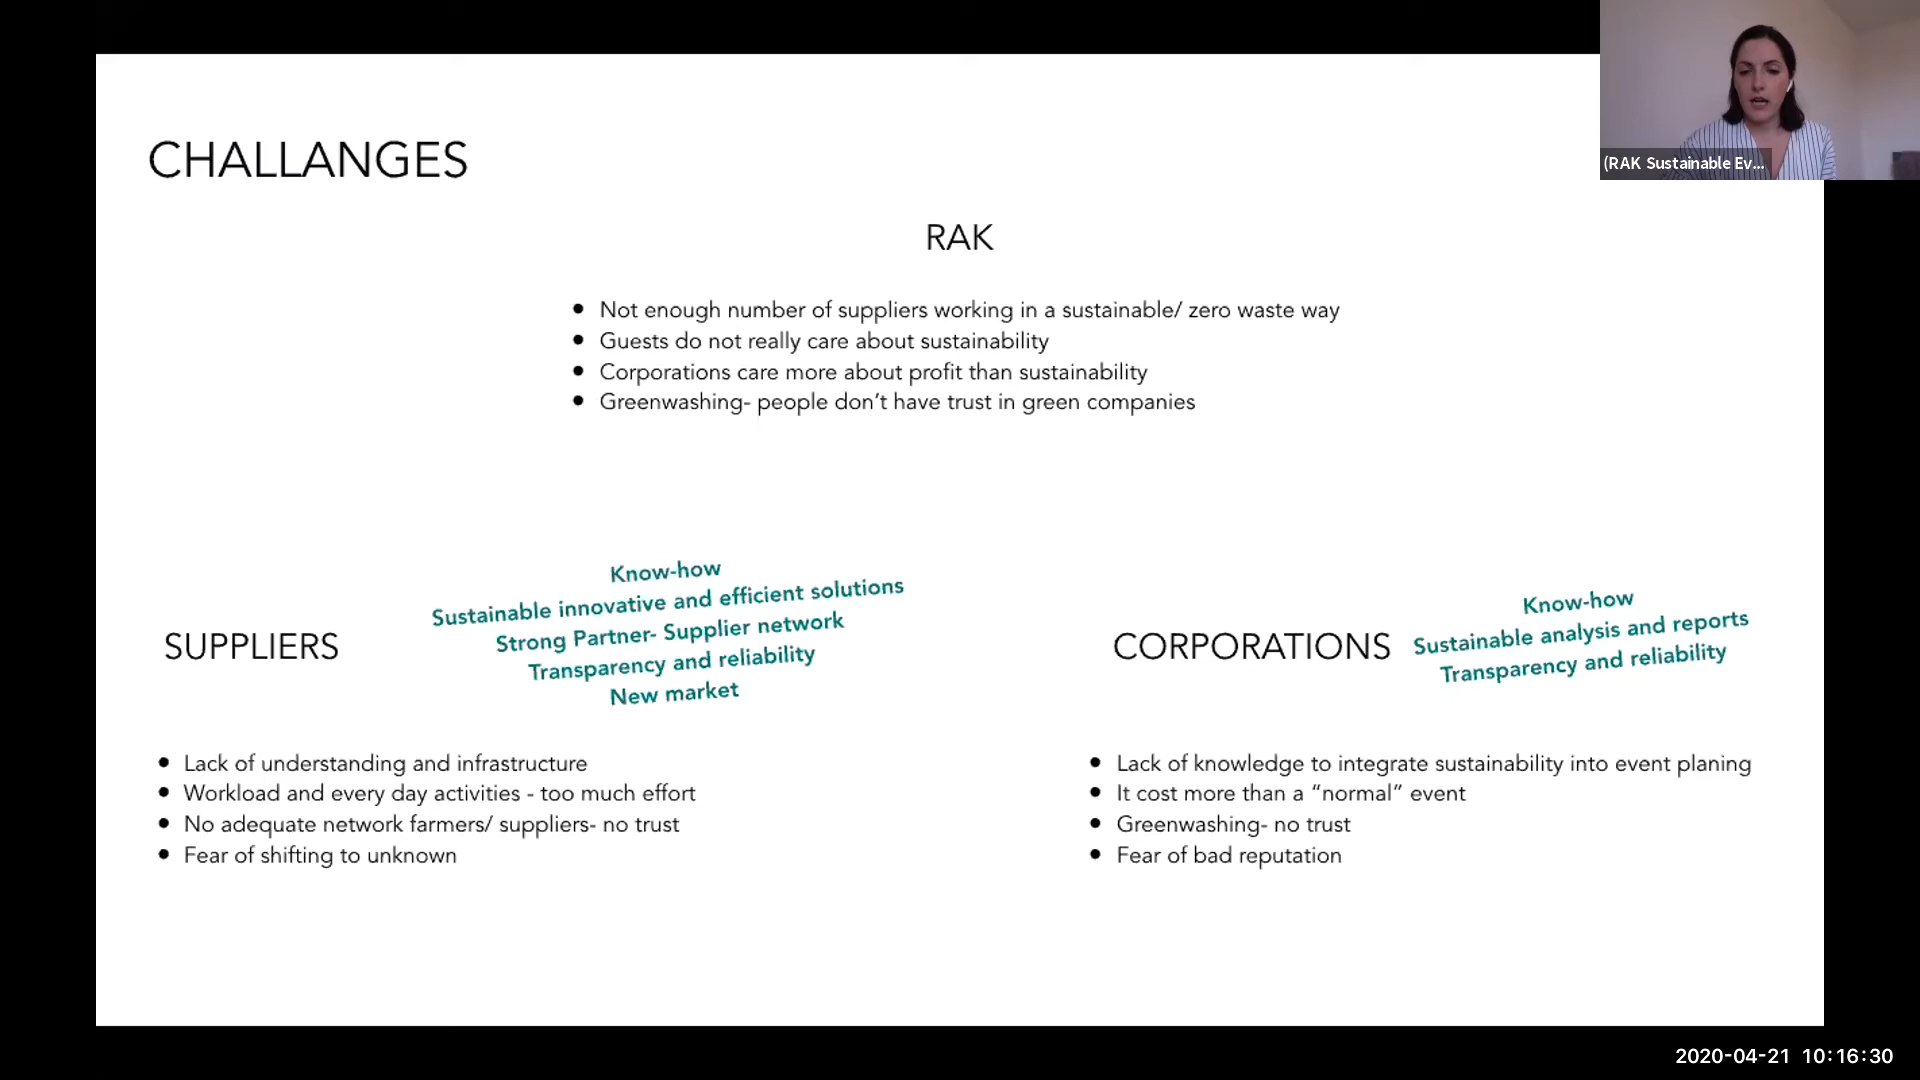 CHALLANGES
(RAK Sustainable Ev...
RAK
• Not enough number of suppliers working in a sustainable/ zero waste way
• Guests do not really care about sustainability
• Corporations care more about profit than sustainability
• Greenwashing- people don’t have trust in green companies
SUPPLIERS
Know-how
Sustainable innovative and efficient solutions
Strong Partner- Supplier network
Transparency and reliability
New market
• Lack of understanding and infrastructure
• Workload and every day activities - too much effort
• No adequate network farmers/ suppliers- no trust
• Fear of shifting to unknown
CORPORATIONS
Know-how
Sustainable analysis and reports
Transparency and reliability
• Lack of knowledge to integrate sustainability into event planing
• It cost more than a “normal” event
• Greenwashing- no trust
• Fear of bad reputation
2020-04-21 10:16:30